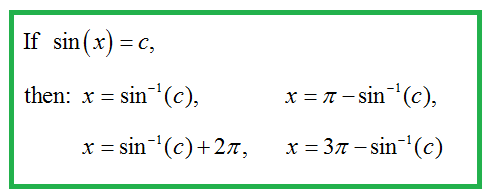 If sin(x) = c,
then: x = sin⁻¹(c), x = π − sin⁻¹(c),
x = sin⁻¹(c) + 2π, x = 3π − sin⁻¹(c)